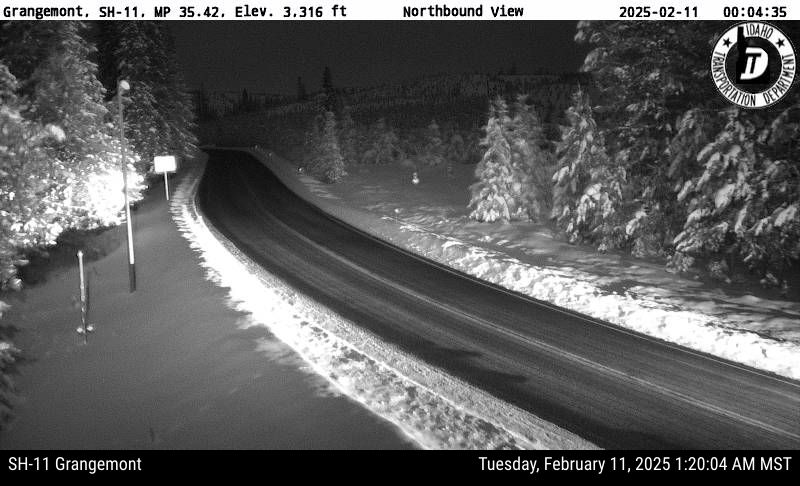 Grangemont, SH-11, MP 35.42, Elev. 3,316 ft Northbound View 2025-02-11 00:04:35
IDAHO
TRANSPORTATION DEPARTMENT
SH-11 Grangemont Tuesday, February 11, 2025 1:20:04 AM MST